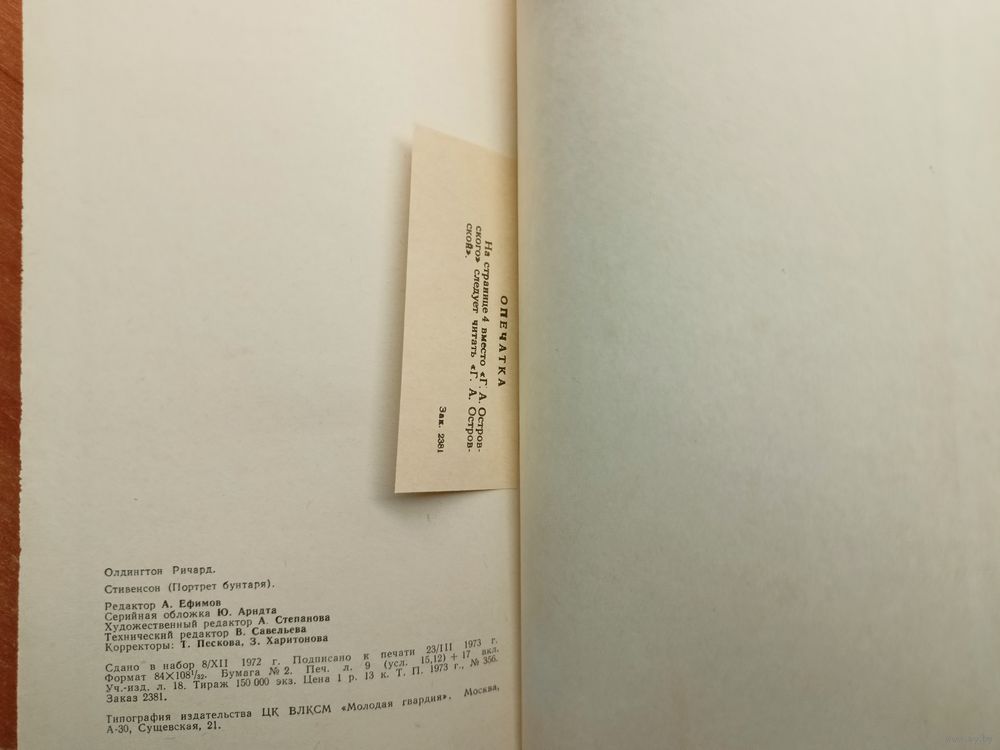 ОПЕЧАТКА
На странице 4 вместо «Г. А. Остров-
ского» следует читать «Г. А. Остров-
ской».
Зак. 2381
Олдингтон Ричард.
Стивенсон (Портрет бунтаря).
Редактор А. Ефимов
Серийная обложка Ю. Арндта
Художественный редактор А. Степанова
Технический редактор В. Савельева
Корректоры: Т. Пескова, З. Харитонова
Сдано в набор 8/XII 1972 г. Подписано к печати 23/III 1973 г.
Формат 84×108¹/₃₂. Бумага № 2. Печ. л. 9 (усл. 15,12) + 17 вкл.
Уч.-изд. л. 18. Тираж 150 000 экз. Цена 1 р. 13 к. Т. П. 1973 г., № 356.
Заказ 2381.
Типография издательства ЦК ВЛКСМ «Молодая гвардия». Москва,
А-30, Сущевская, 21.